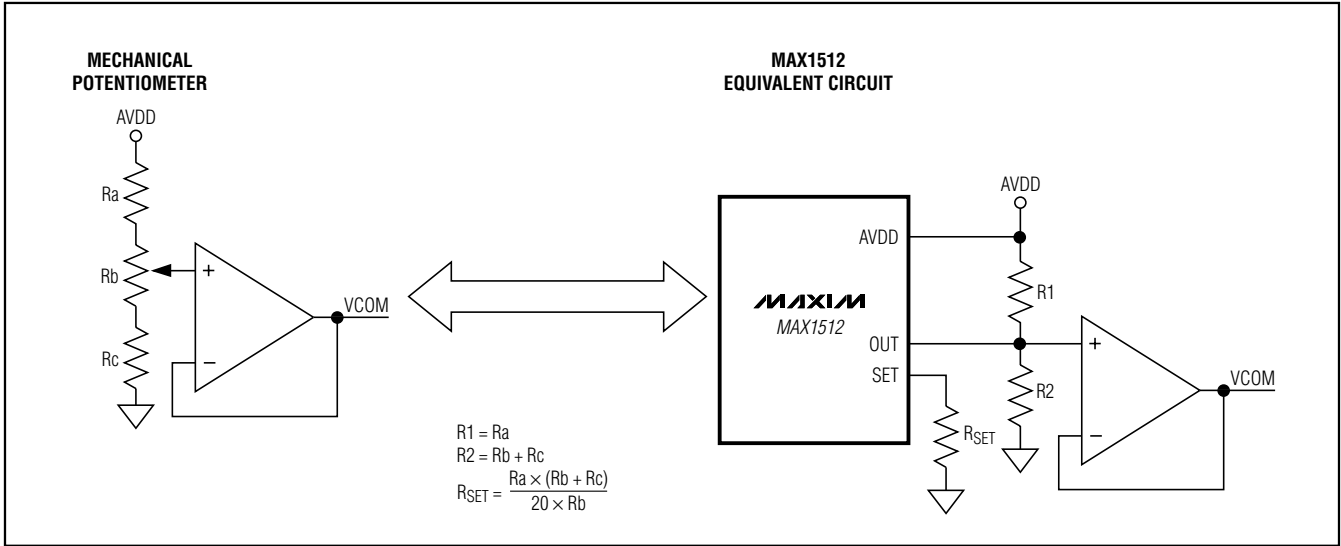 MECHANICAL
POTENTIOMETER
AVDD
Ra
Rb
Rc
+
−
VCOM
R1 = Ra
R2 = Rb + Rc
RSET = Ra × (Rb + Rc) / 20 × Rb
MAX1512
EQUIVALENT CIRCUIT
AVDD
AVDD
MAXIM
MAX1512
OUT
SET
RSET
R1
R2
+
−
VCOM